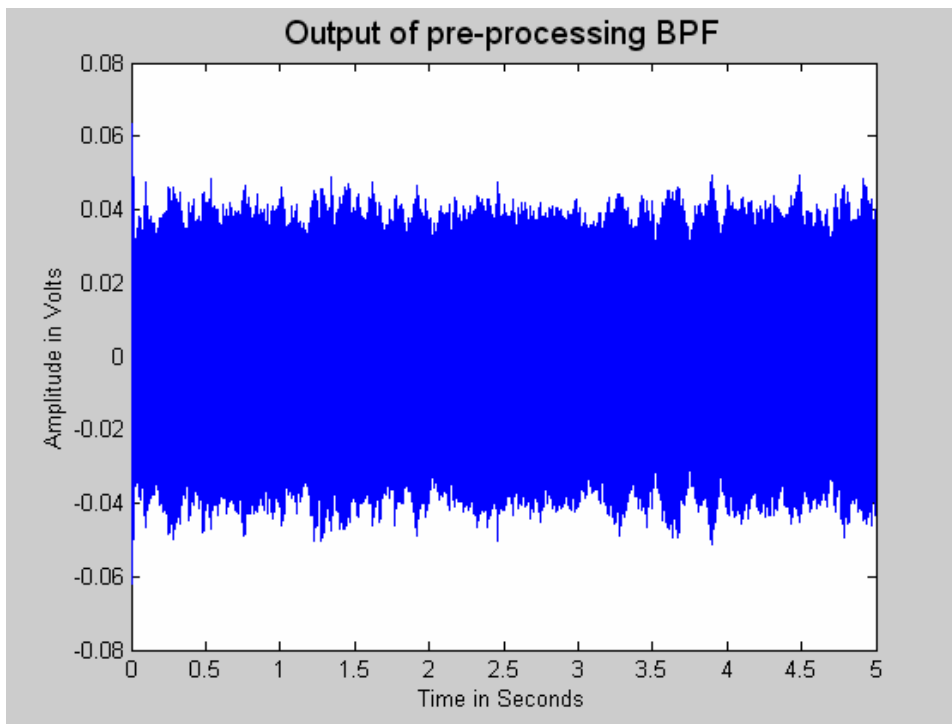 Output of pre-processing BPF
0.08
0.06
0.04
0.02
0
-0.02
-0.04
-0.06
-0.08
Amplitude in Volts
0 0.5 1 1.5 2 2.5 3 3.5 4 4.5 5
Time in Seconds